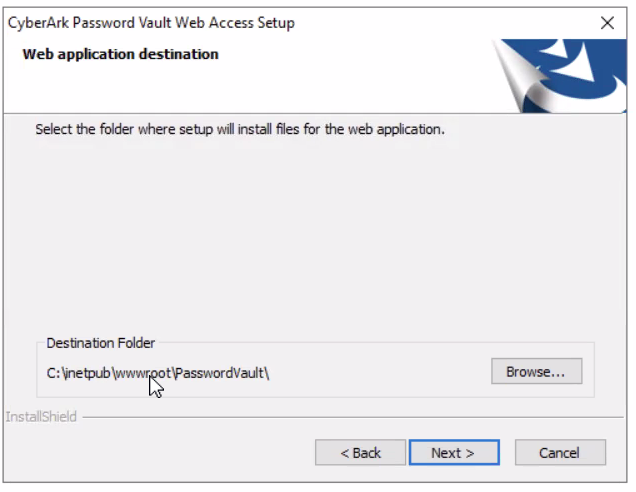 CyberArk Password Vault Web Access Setup
Web application destination
Select the folder where setup will install files for the web application.
Destination Folder
C:\inetpub\wwwroot\PasswordVault\
Browse...
InstallShield
< Back
Next >
Cancel